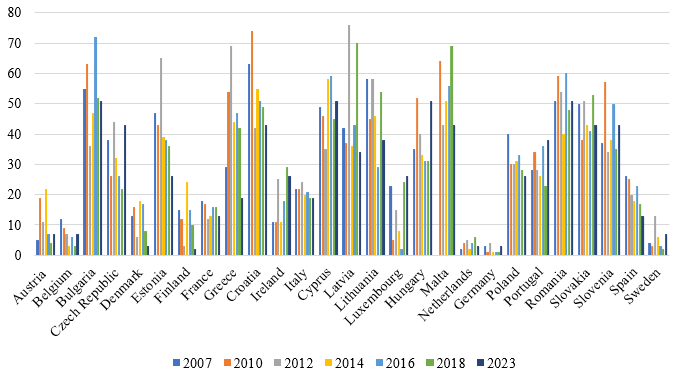 80
70
60
50
40
30
20
10
0
Austria
Belgium
Bulgaria
Czech Republic
Denmark
Estonia
Finland
France
Greece
Croatia
Ireland
Italy
Cyprus
Latvia
Lithuania
Luxembourg
Hungary
Malta
Netherlands
Germany
Poland
Portugal
Romania
Slovakia
Slovenia
Spain
Sweden
2007 2010 2012 2014 2016 2018 2023